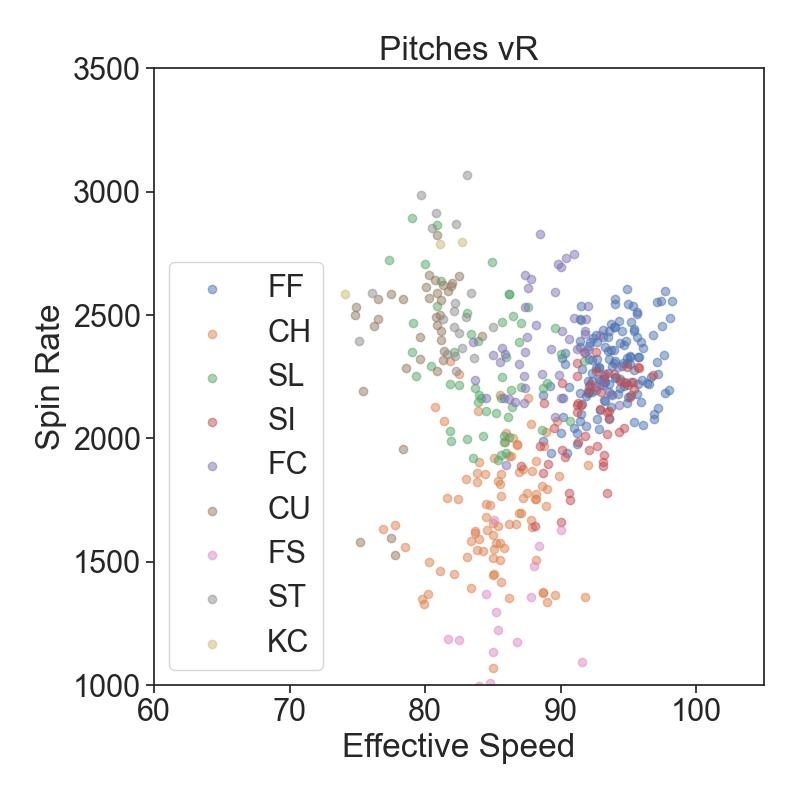 Pitches vR
3500
3000
2500
2000
1500
1000
Spin Rate
FF
CH
SL
SI
FC
CU
FS
ST
KC
60 70 80 90 100
Effective Speed